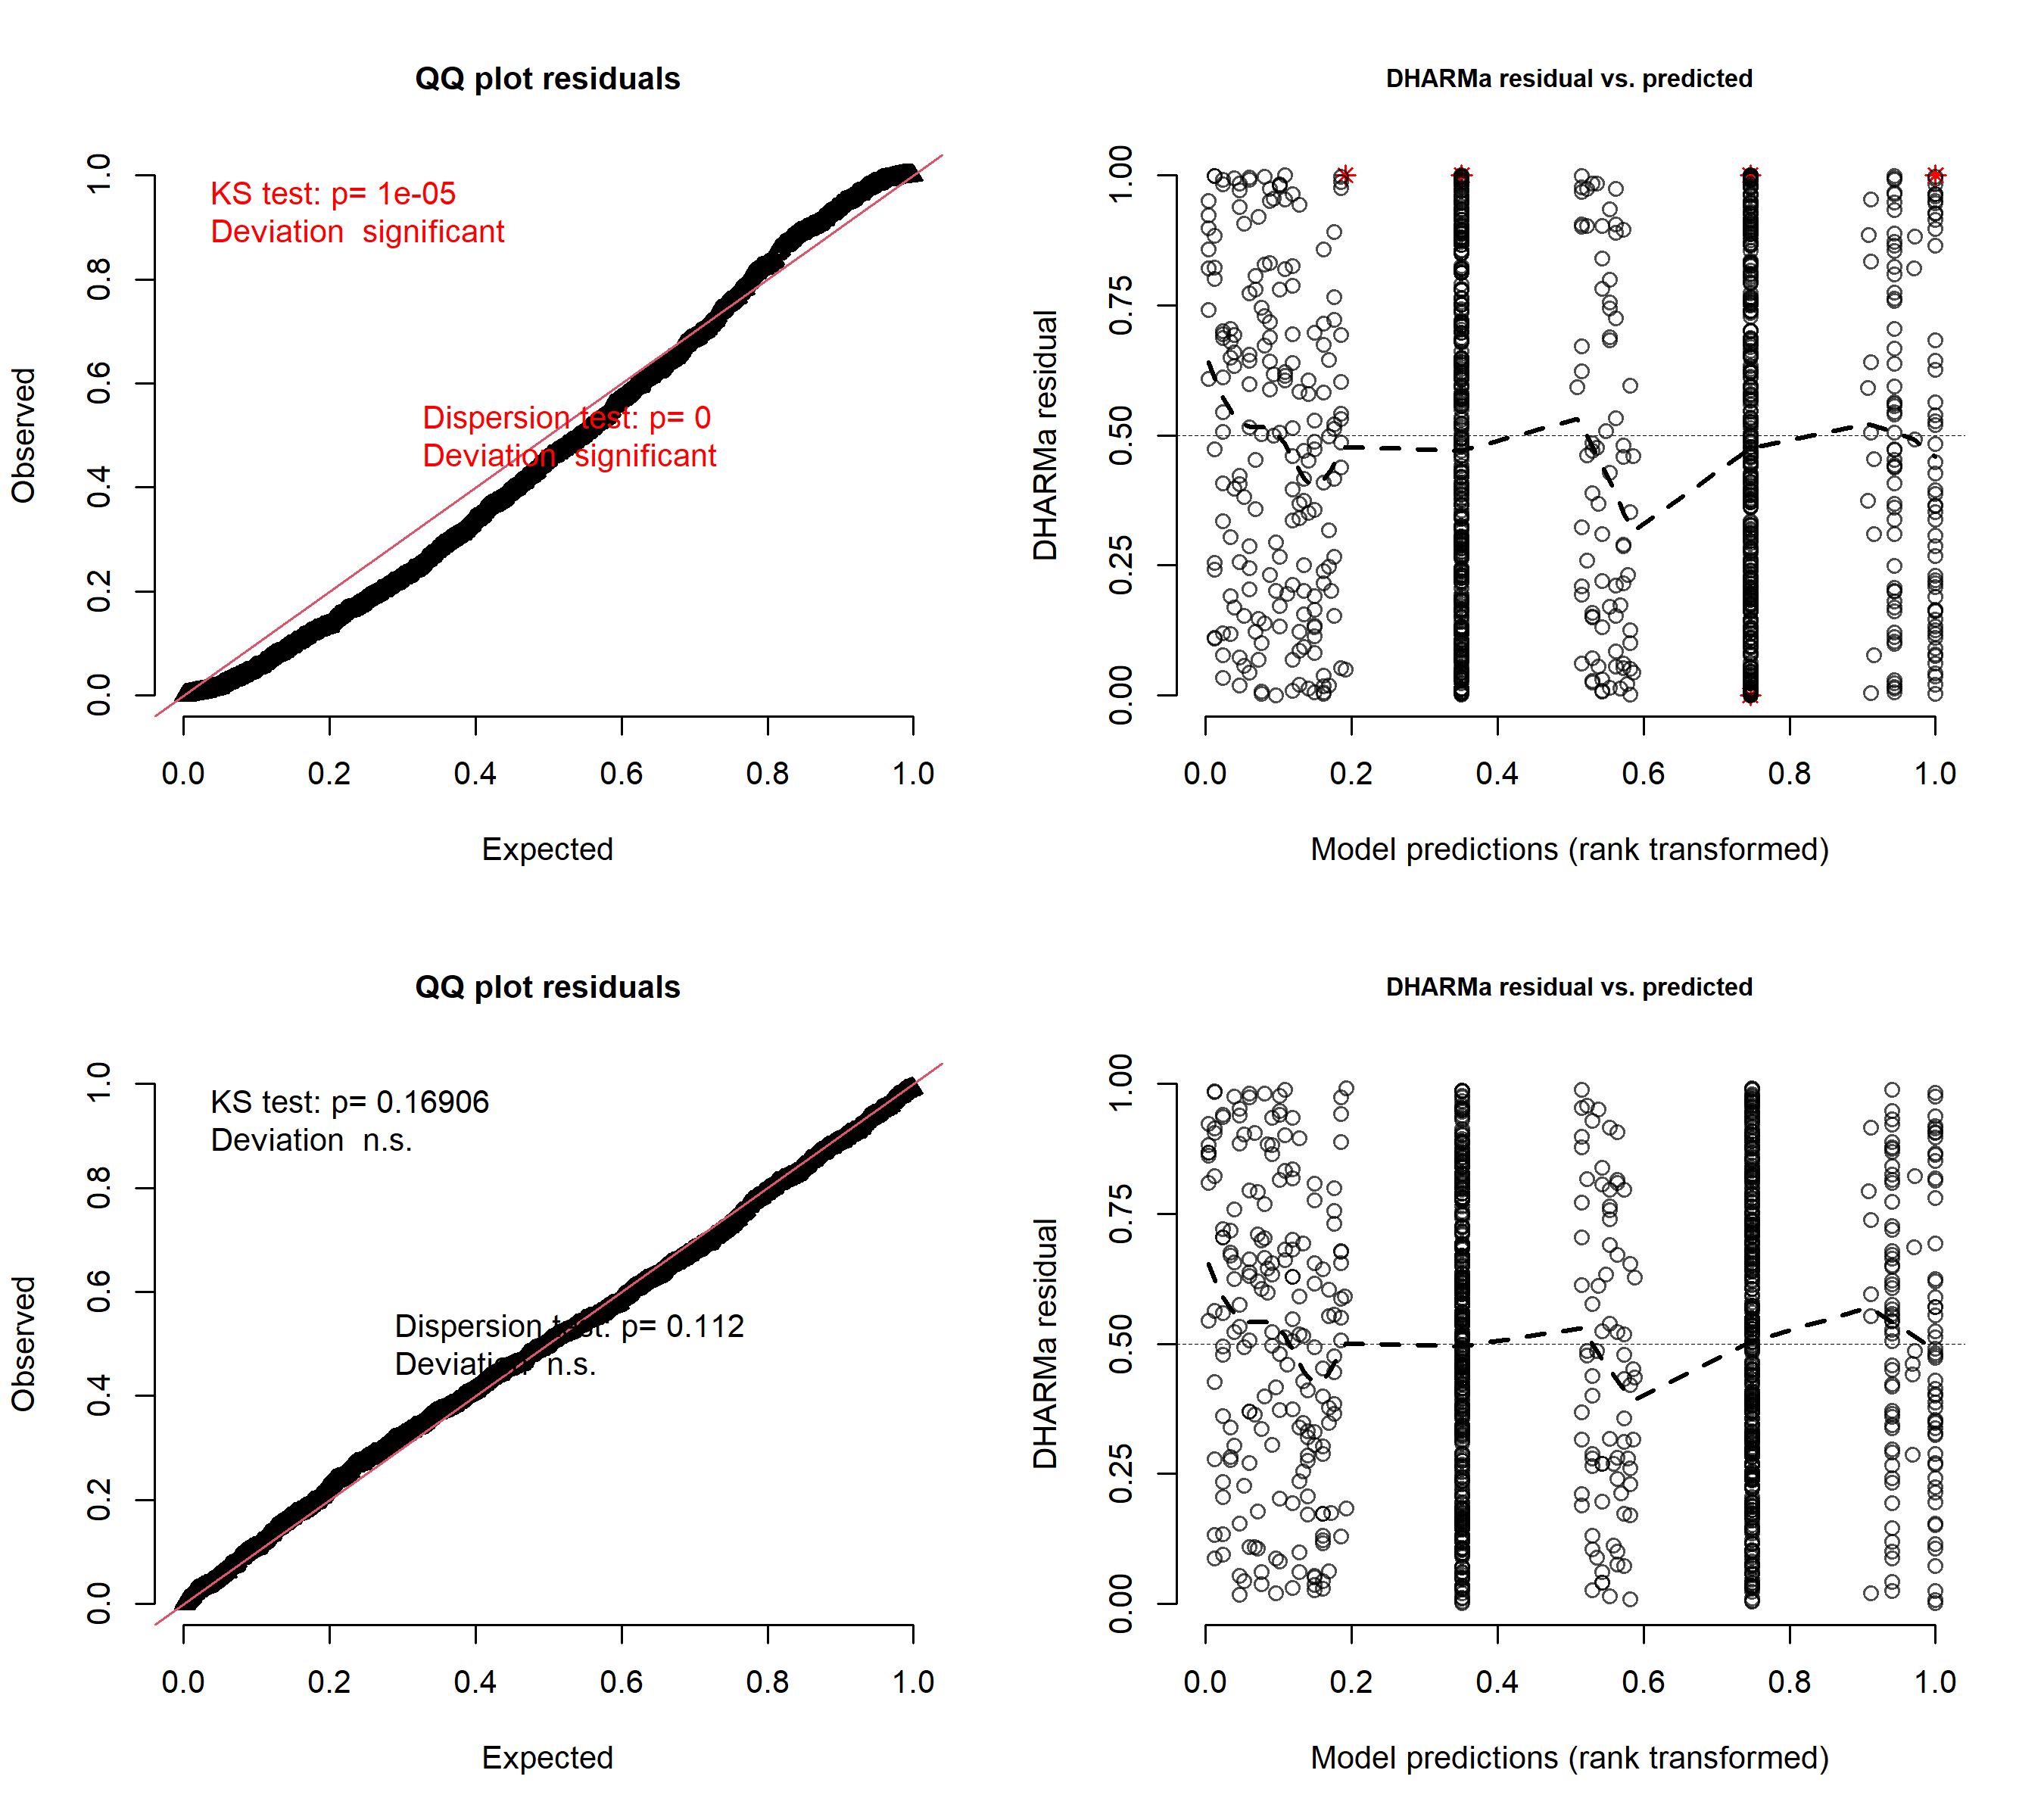 QQ plot residuals
KS test: p= 1e-05
Deviation  significant
Dispersion test: p= 0
Deviation  significant
Observed
0.0 0.2 0.4 0.6 0.8 1.0
0.0 0.2 0.4 0.6 0.8 1.0
Expected
DHARMa residual vs. predicted
DHARMa residual
0.00 0.25 0.50 0.75 1.00
0.0 0.2 0.4 0.6 0.8 1.0
Model predictions (rank transformed)
QQ plot residuals
KS test: p= 0.16906
Deviation  n.s.
Dispersion test: p= 0.112
Deviation  n.s.
Observed
0.0 0.2 0.4 0.6 0.8 1.0
0.0 0.2 0.4 0.6 0.8 1.0
Expected
DHARMa residual vs. predicted
DHARMa residual
0.00 0.25 0.50 0.75 1.00
0.0 0.2 0.4 0.6 0.8 1.0
Model predictions (rank transformed)